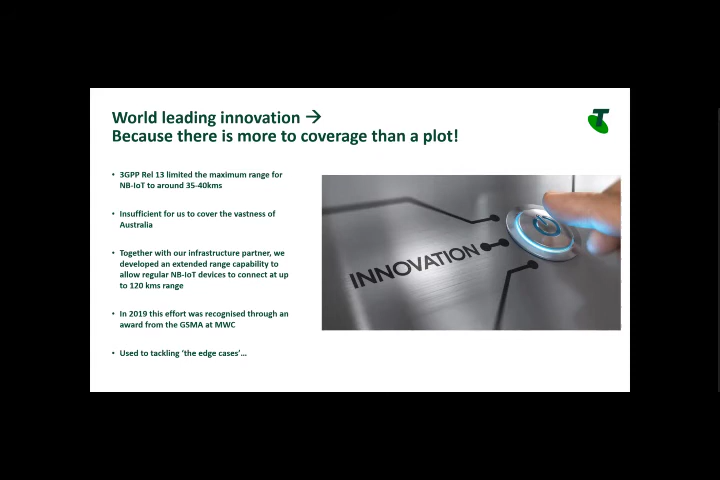 World leading innovation →
Because there is more to coverage than a plot!
T
• 3GPP Rel 13 limited the maximum range for
NB-IoT to around 35-40kms
• Insufficient for us to cover the vastness of
Australia
• Together with our infrastructure partner, we
developed an extended range capability to
allow regular NB-IoT devices to connect at up
to 120 kms range
• In 2019 this effort was recognised through an
award from the GSMA at MWC
• Used to tackling ‘the edge cases’…
INNOVATION